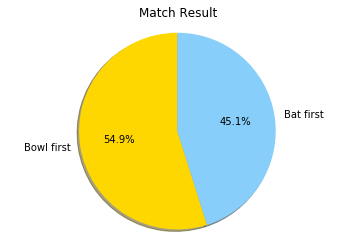 Match Result
Bat first
45.1%
54.9%
Bowl first